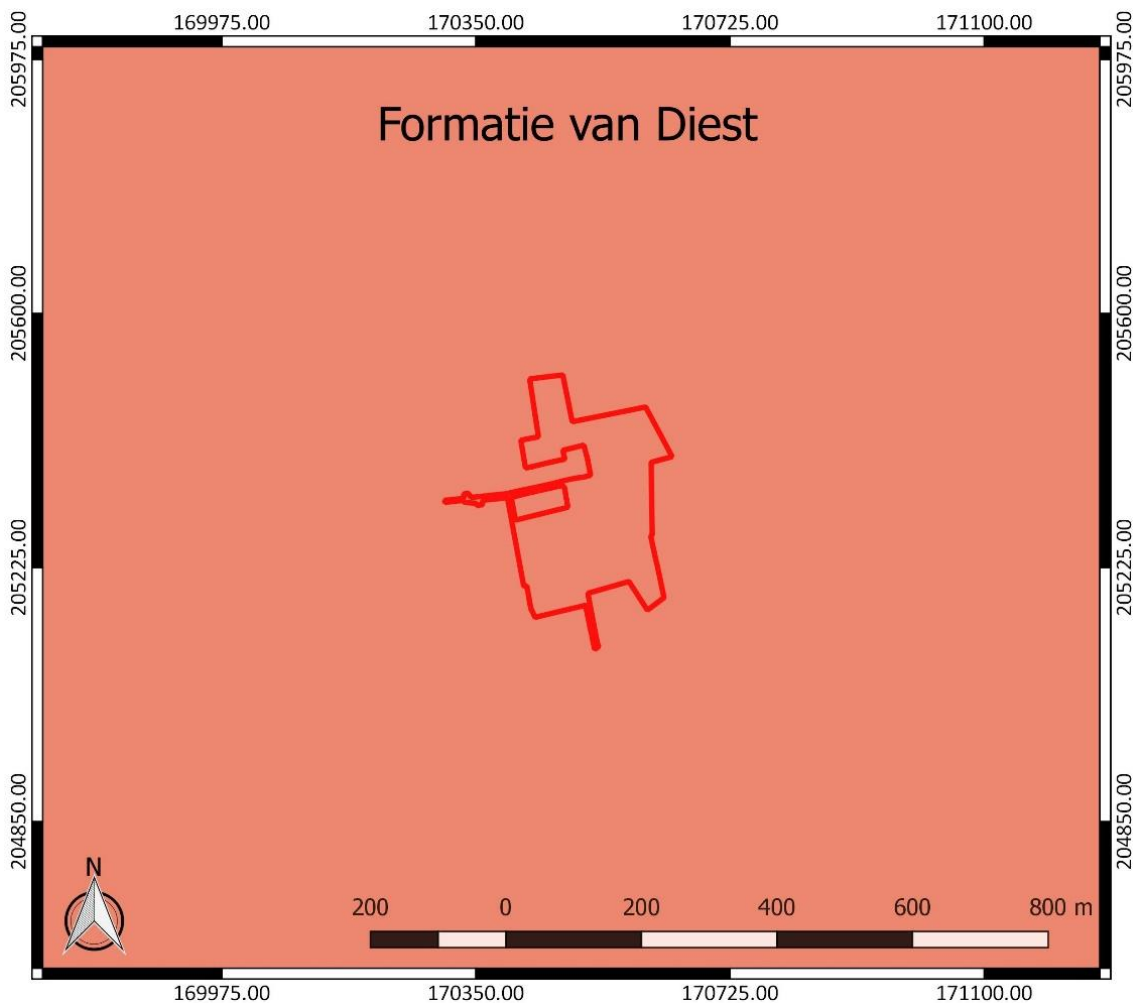 169975.00 170350.00 170725.00 171100.00
205975.00 205975.00
Formatie van Diest
205600.00 205600.00
205225.00 205225.00
204850.00 204850.00
N
200 0 200 400 600 800 m
169975.00 170350.00 170725.00 171100.00